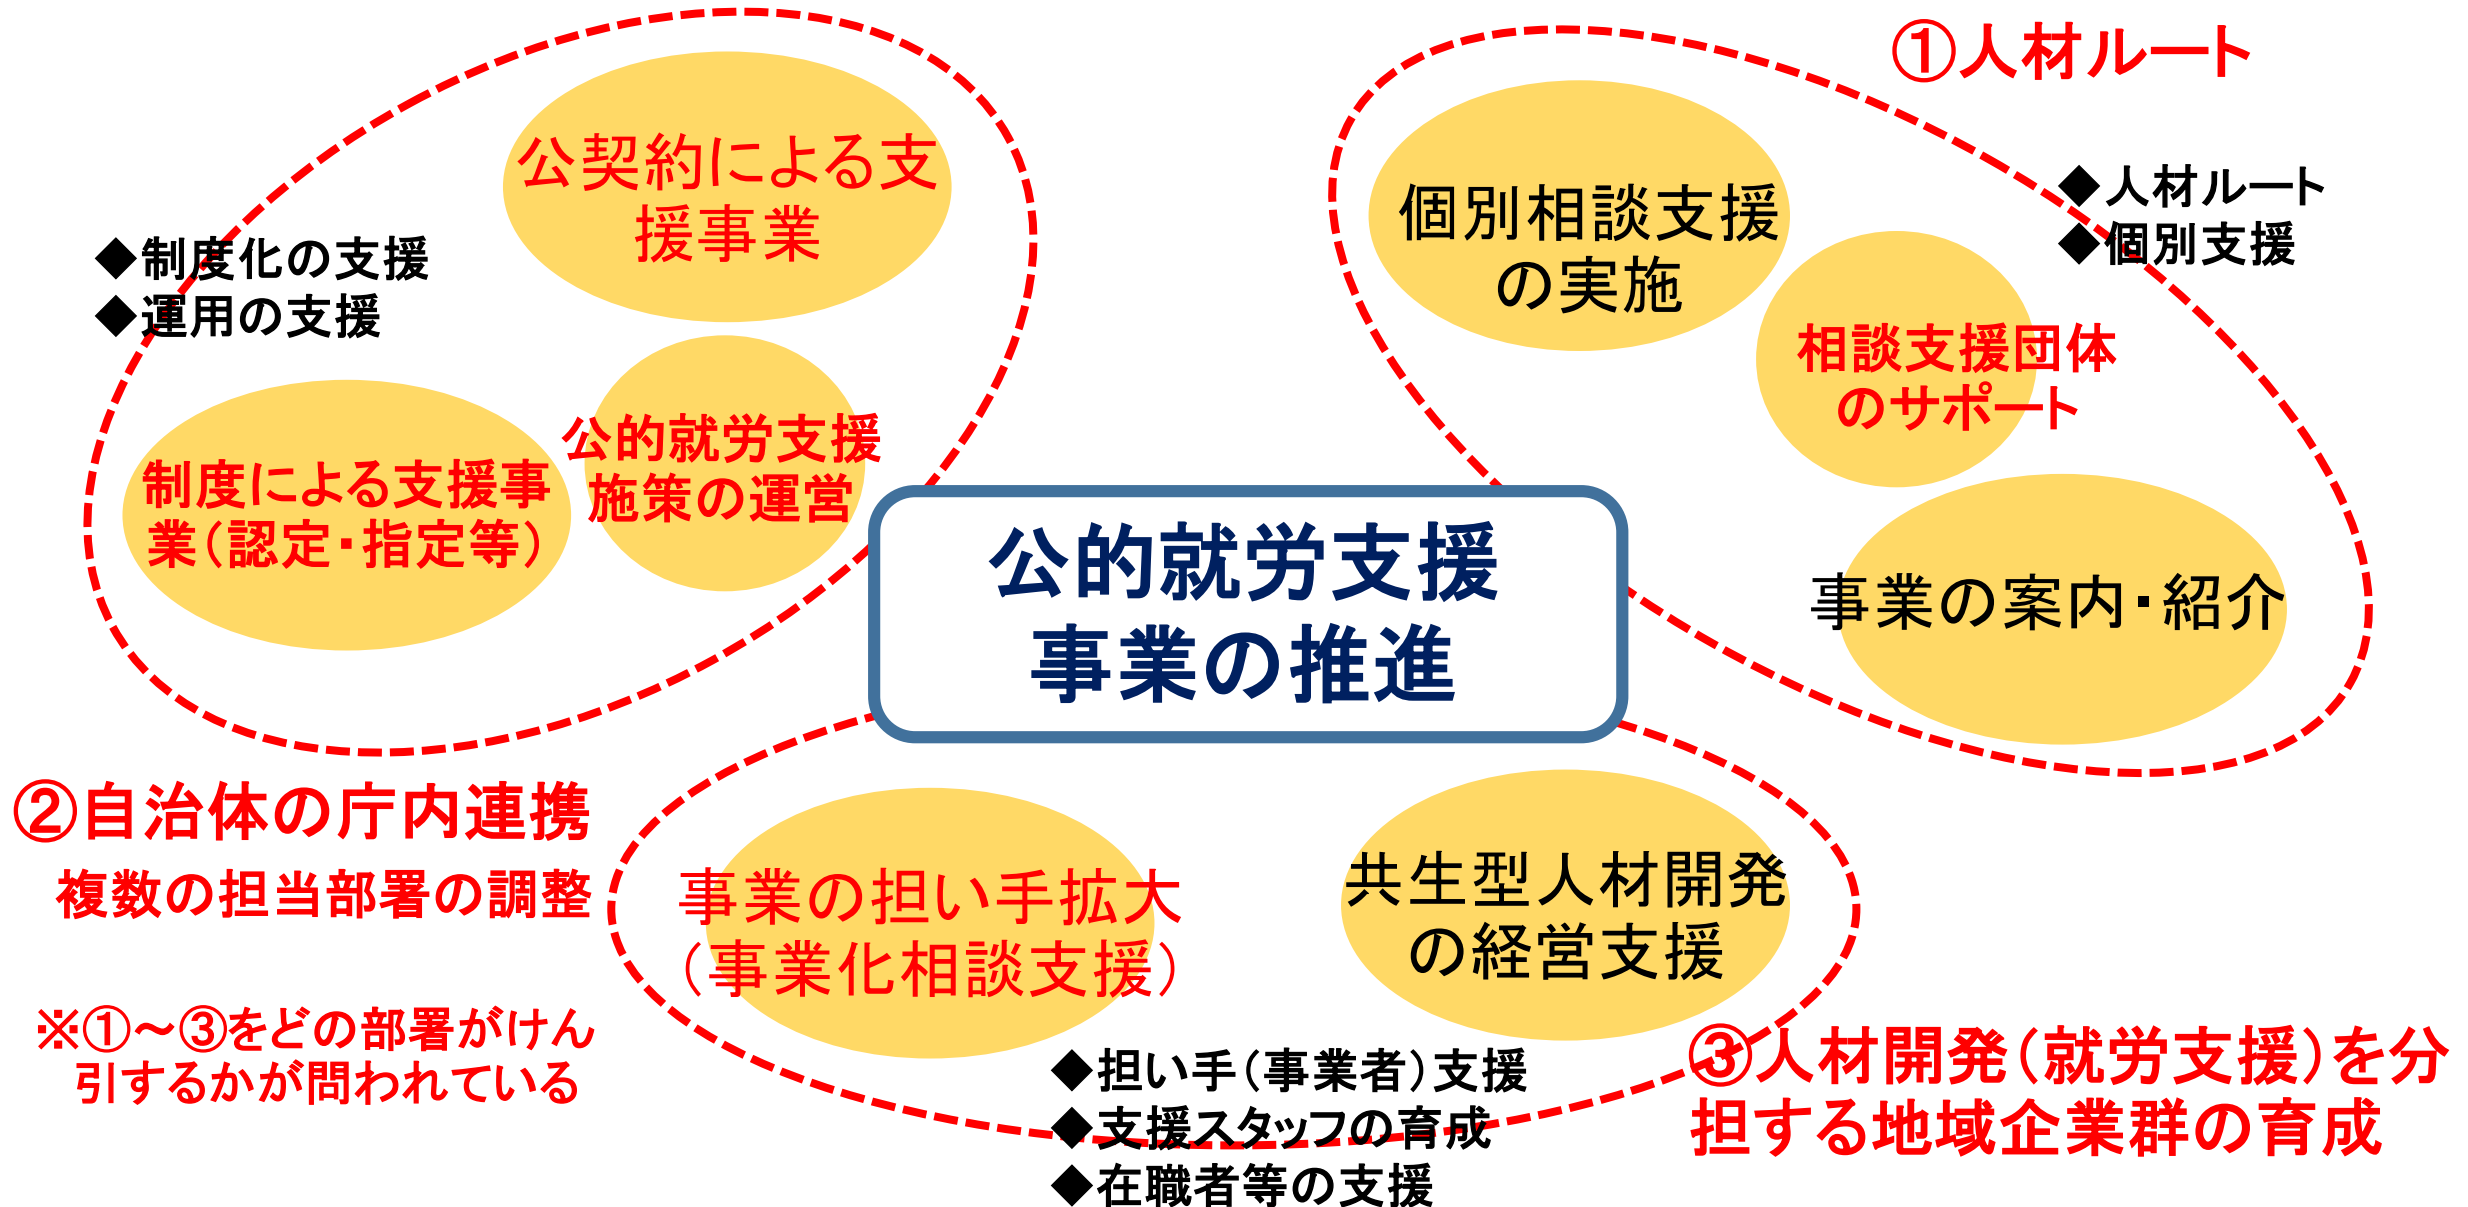 ①人材ルート
◆人材ルート
◆個別支援
個別相談支援
の実施
相談支援団体
のサポート
事業の案内・紹介
公契約による支
援事業
◆制度化の支援
◆運用の支援
公的就労支援
施策の運営
制度による支援事
業（認定・指定等）
公的就労支援
事業の推進
②自治体の庁内連携
複数の担当部署の調整
※①～③をどの部署がけん
引するかが問われている
事業の担い手拡大
（事業化相談支援）
共生型人材開発
の経営支援
◆担い手（事業者）支援
◆支援スタッフの育成
◆在職者等の支援
③人材開発（就労支援）を分
担する地域企業群の育成